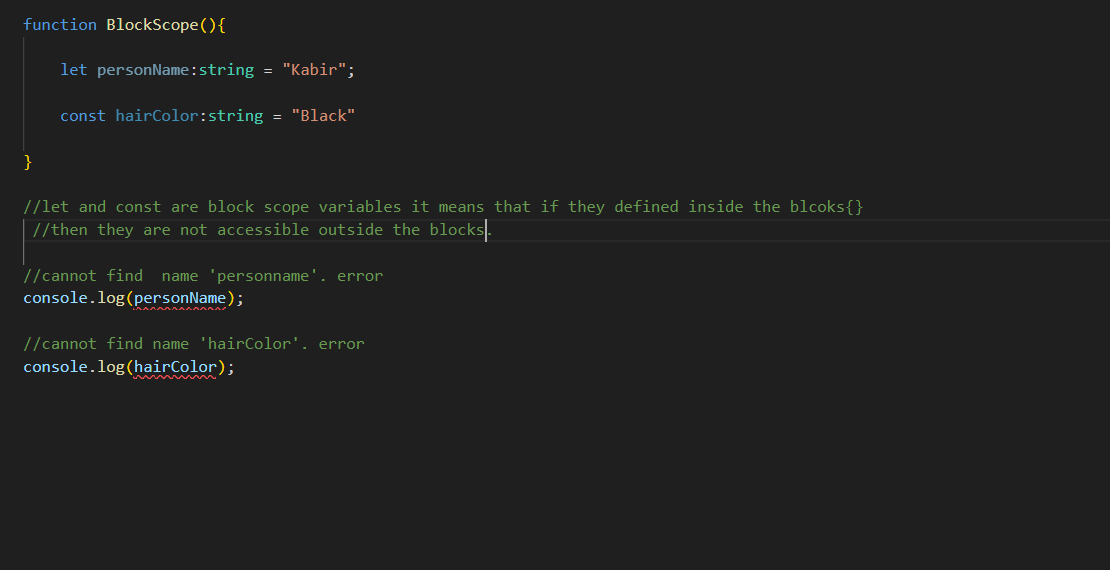 function BlockScope(){
let personName:string = "Kabir";
const hairColor:string = "Black"
}
//let and const are block scope variables it means that if they defined inside the blcoks{}
//then they are not accessible outside the blocks.
//cannot find  name 'personname'. error
console.log(personName);
//cannot find name 'hairColor'. error
console.log(hairColor);